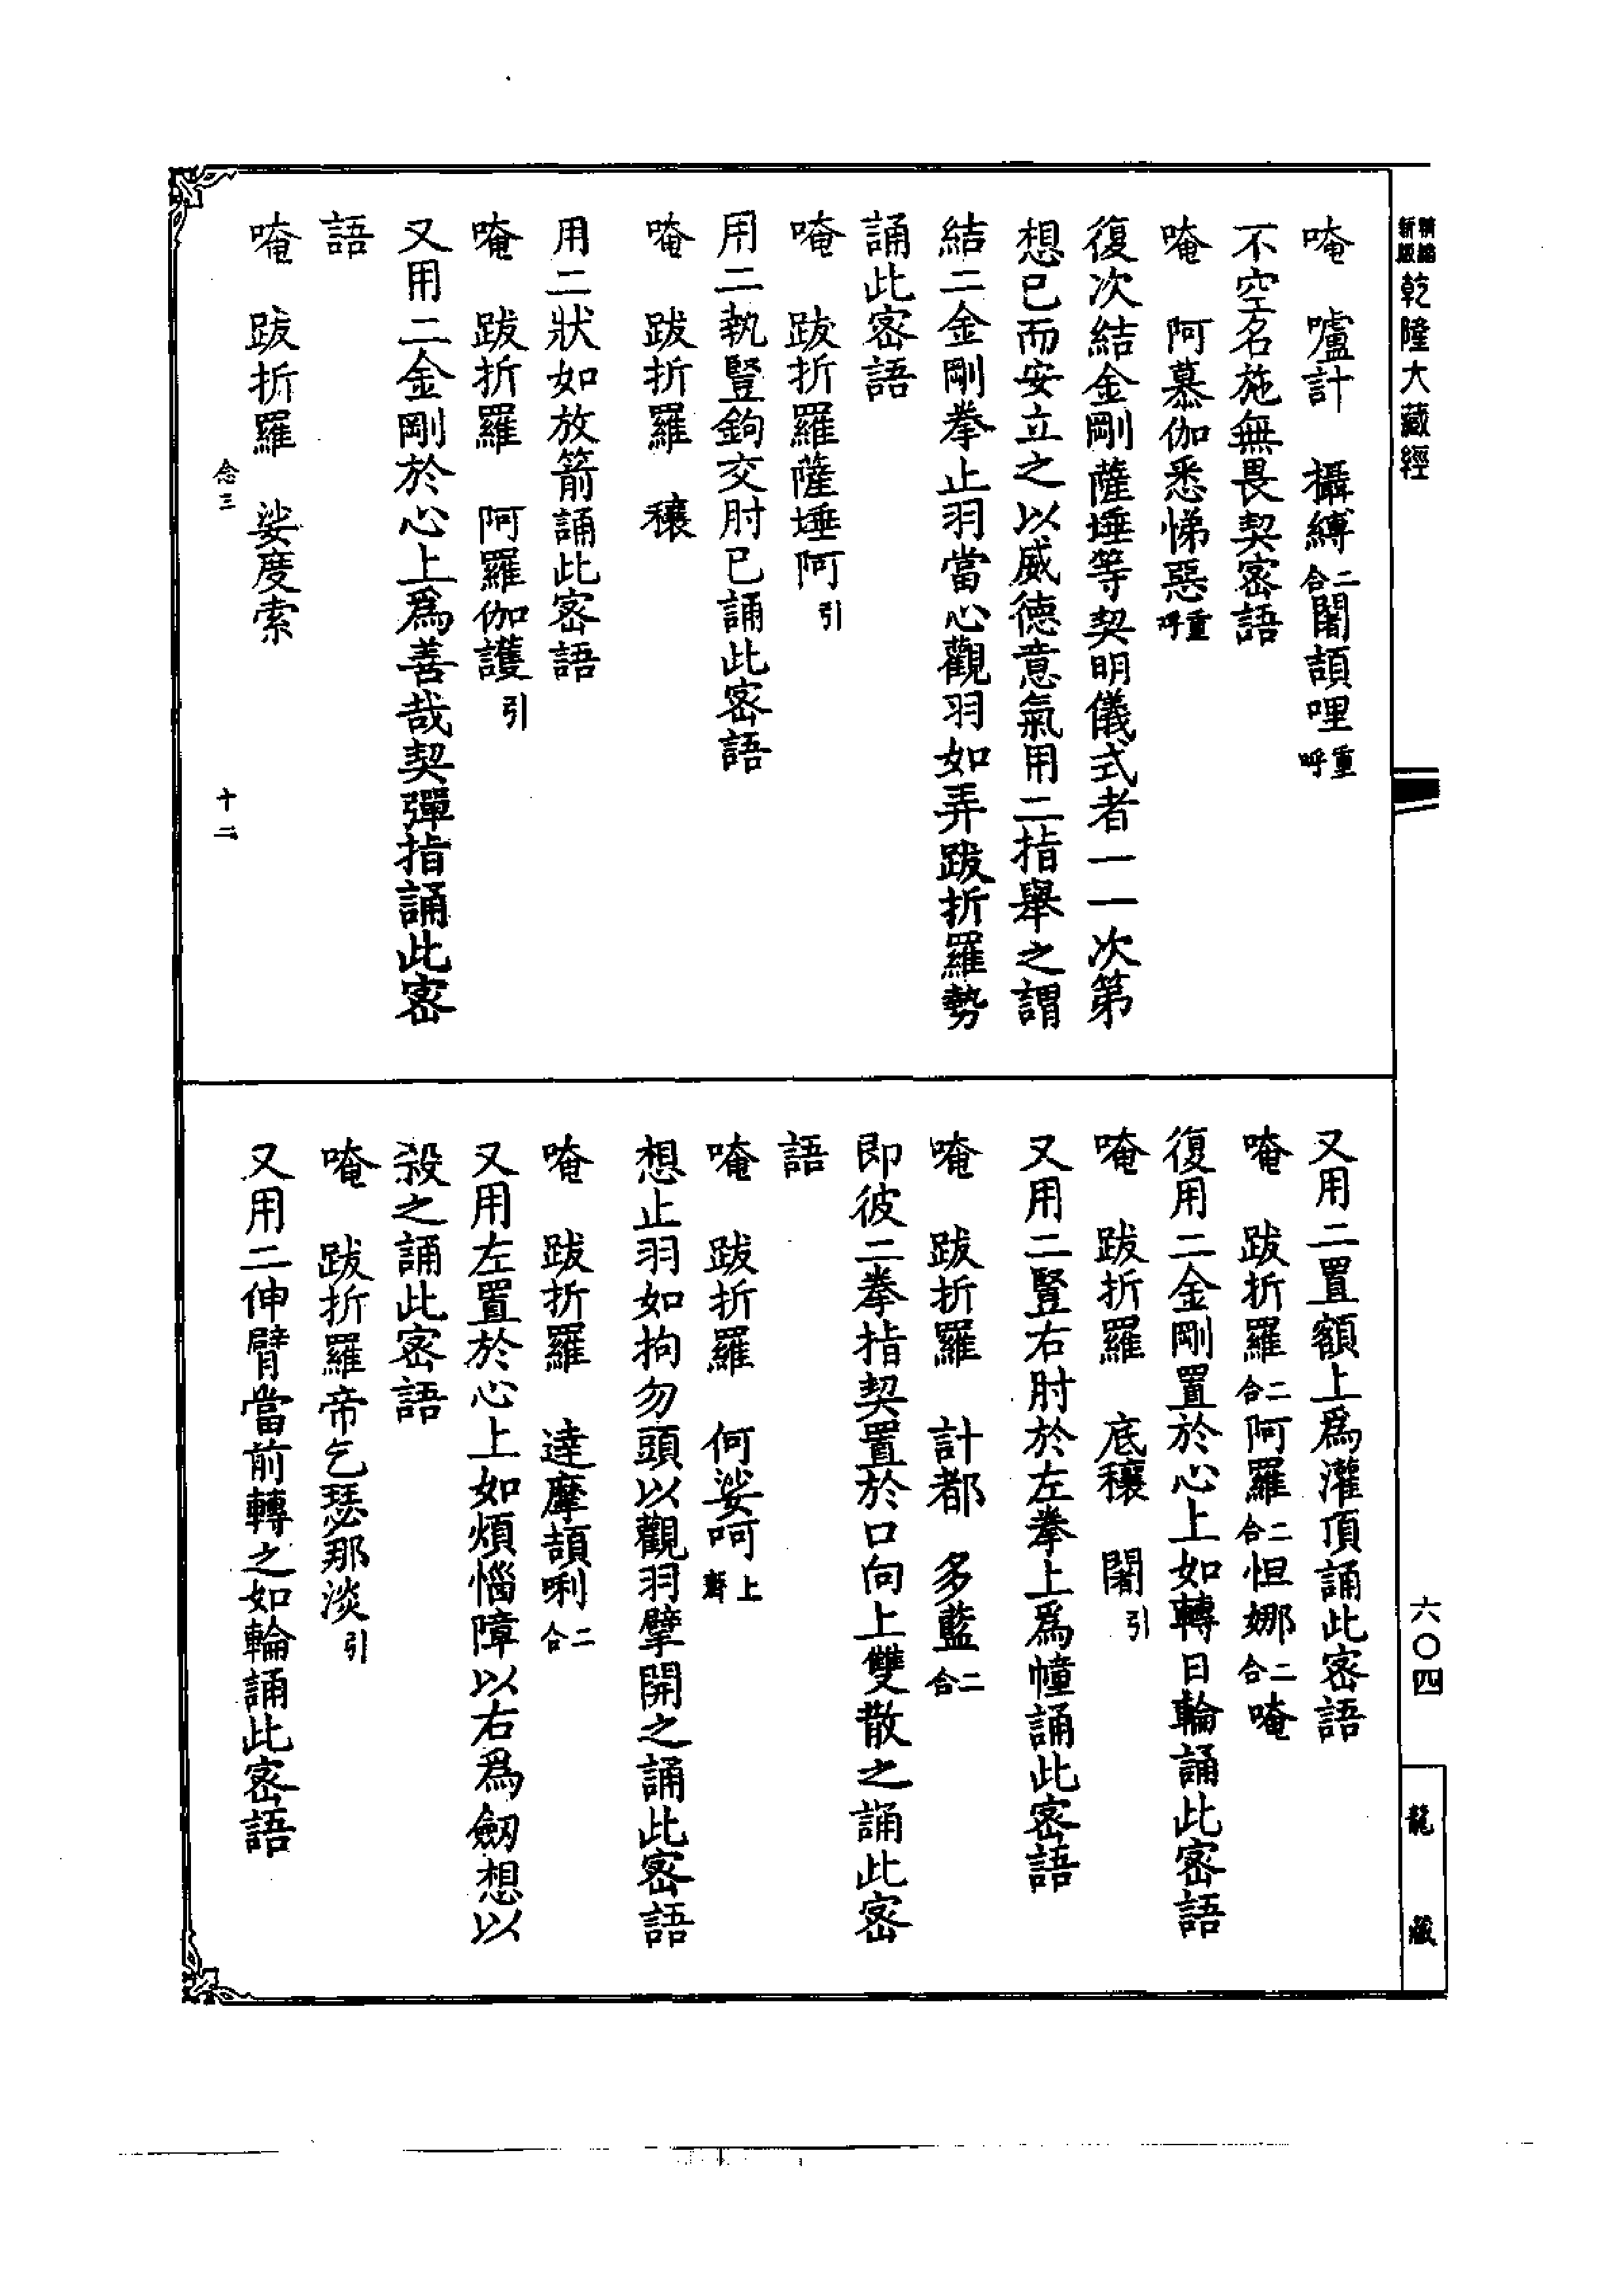 新版精縮乾隆大藏經
唵　嚧計　攝縛二合闍頡哩重呼
不空名施無畏契密語
唵　阿慕伽悉悌惡重呼
復次結金剛薩埵等契明儀式者一一次第
想已而安立之以威德意氣用二指舉之謂
結二金剛拳止羽當心觀羽如弄跋折羅勢
誦此密語
唵　跋折羅薩埵阿引
用二執豎鉤交肘已誦此密語
唵　跋折羅　穰
用二狀如放箭誦此密語
唵　跋折羅　阿羅伽護引
又用二金剛於心上爲善哉契彈指誦此密
語
唵　跋折羅　娑度索
念三　十二
又用二置額上爲灌頂誦此密語
唵　跋折羅二合阿羅二合怛娜二合唵
復用二金剛置於心上如轉日輪誦此密語
唵　跋折羅　底穰　闍引
又用二豎右肘於左拳上爲幢誦此密語
唵　跋折羅　計都　多藍二合
即彼二拳指契置於口向上雙散之誦此密
語
唵　跋折羅　何娑呵上聲
想止羽如拘勿頭以觀羽擘開之誦此密語
唵　跋折羅　達摩頡唎二合
又用左置於心上如煩惱障以右爲劒想以
殺之誦此密語
唵　跋折羅帝乞瑟那淡引
又用二伸臂當前轉之如輪誦此密語
六〇四
龍藏